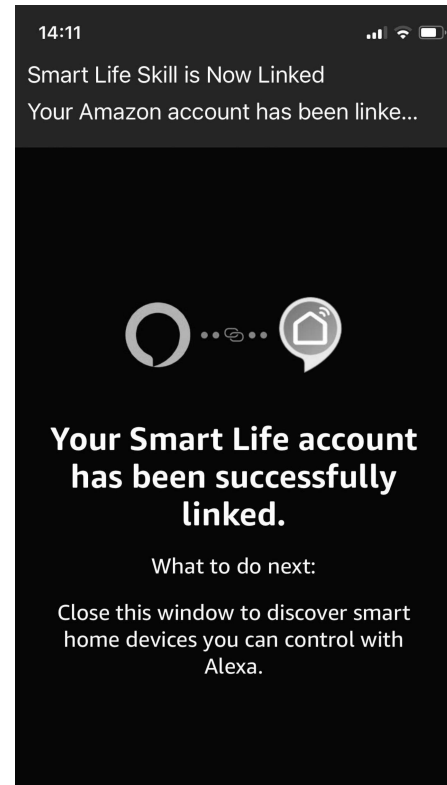 14:11
Smart Life Skill is Now Linked
Your Amazon account has been linke...
Your Smart Life account
has been successfully
linked.
What to do next:
Close this window to discover smart
home devices you can control with
Alexa.